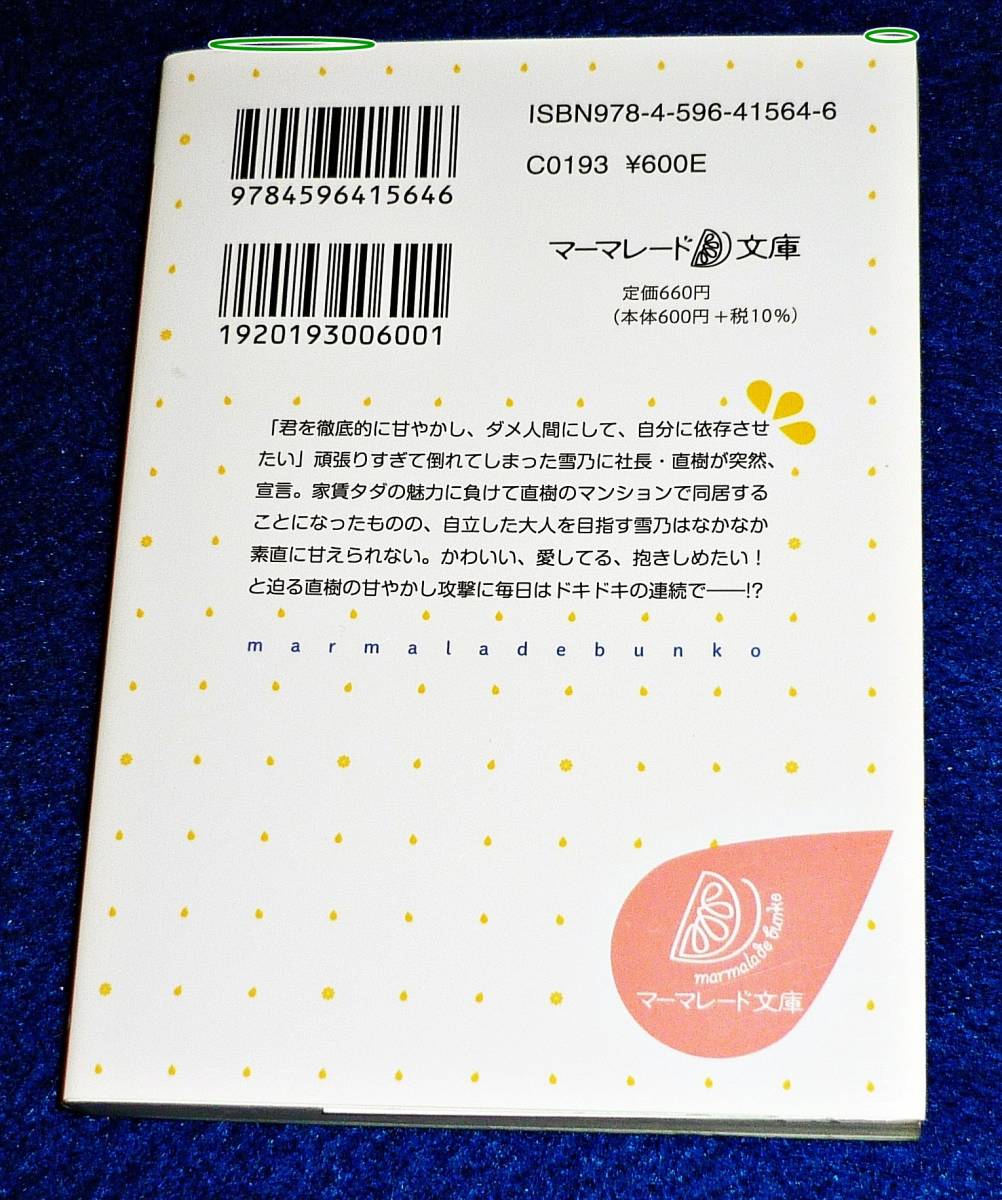 ISBN978-4-596-41564-6
C0193 ¥600E
9784596415646
1920193006001
マーマレード文庫
定価660円
(本体600円+税10%)
「君を徹底的に甘やかし、ダメ人間にして、自分に依存させ
たい」頑張りすぎて倒れてしまった雪乃に社長・直樹が突然、
宣言。家賃タダの魅力に負けて直樹のマンションで同居する
ことになったものの、自立した大人を目指す雪乃はなかなか
素直に甘えられない。かわいい、愛してる、抱きしめたい！
と迫る直樹の甘やかし攻撃に毎日はドキドキの連続で――!?
marmaladebunko
marmalade bunko
マーマレード文庫